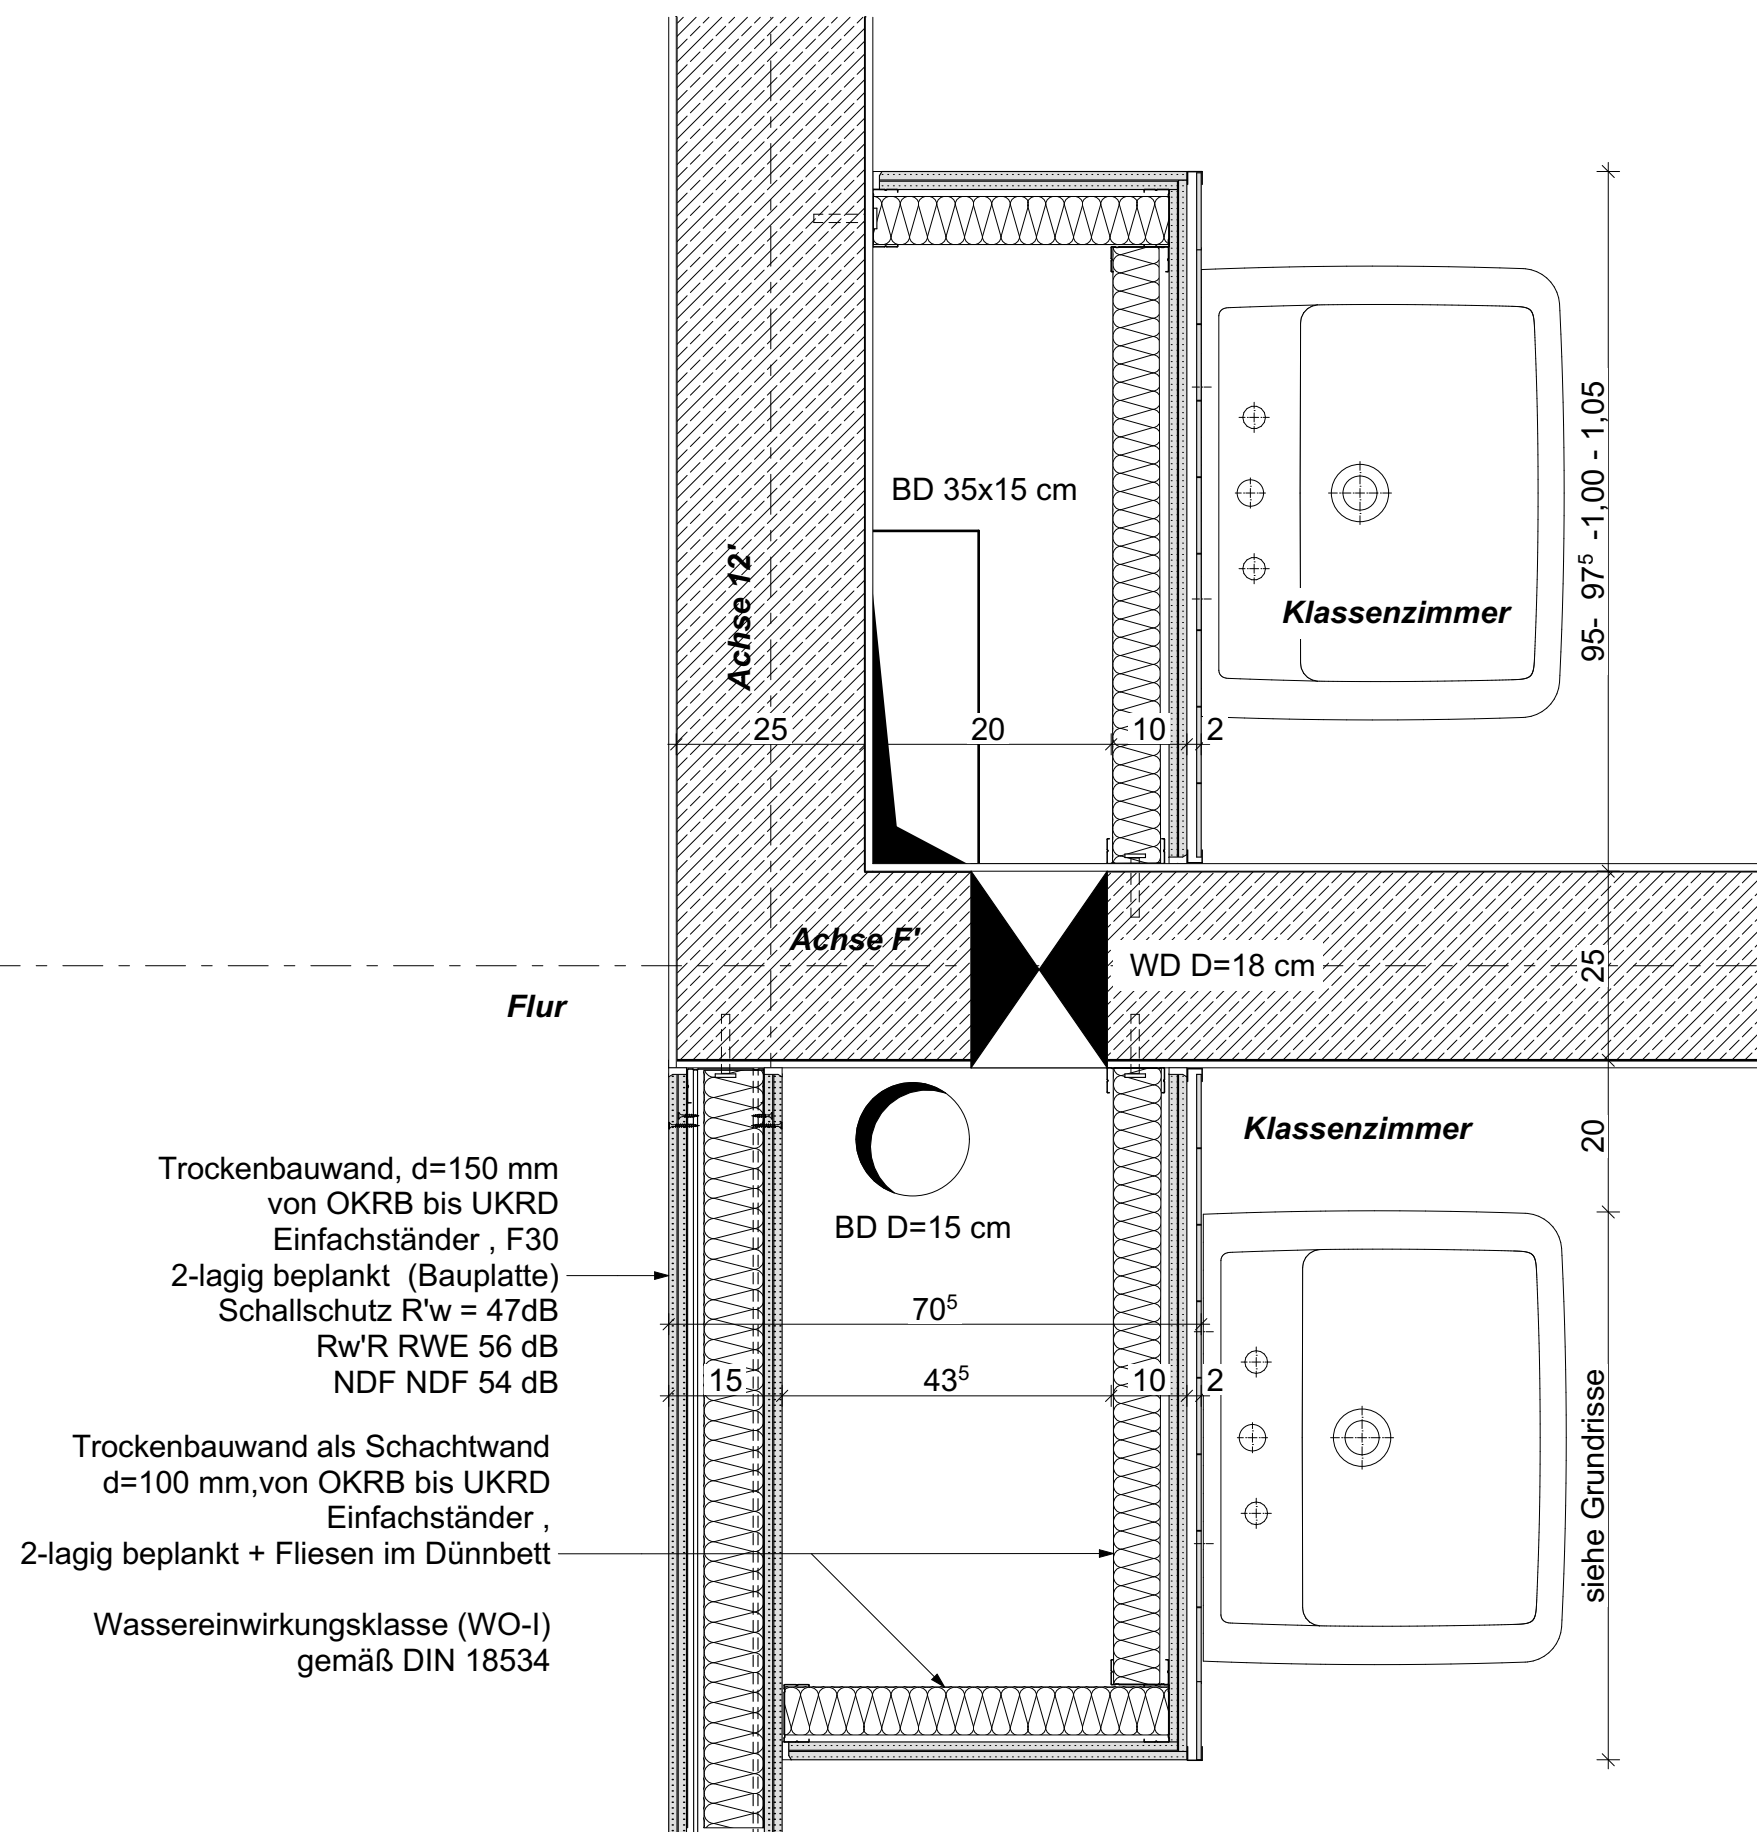 BD 35x15 cm
Achse 12'
Klassenzimmer
95- 97⁵ -1,00 - 1,05
25
20
10
2
Achse F'
WD D=18 cm
25
Flur
Klassenzimmer
20
BD D=15 cm
Trockenbauwand, d=150 mm
von OKRB bis UKRD
Einfachständer , F30
2-lagig beplankt (Bauplatte)
Schallschutz R'w = 47dB
Rw'R RWE 56 dB
NDF NDF 54 dB
70⁵
15
43⁵
10
2
siehe Grundrisse
Trockenbauwand als Schachtwand
d=100 mm,von OKRB bis UKRD
Einfachständer ,
2-lagig beplankt + Fliesen im Dünnbett
Wassereinwirkungsklasse (WO-I)
gemäß DIN 18534